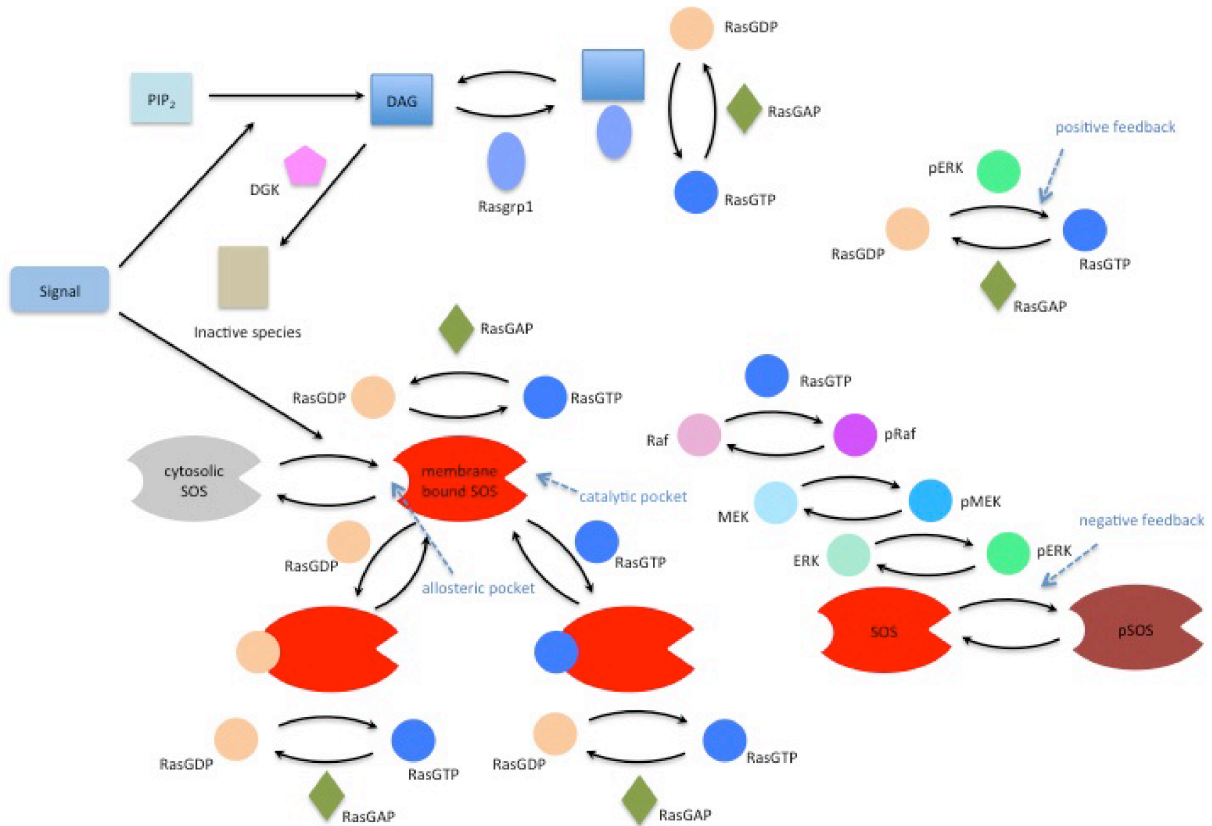 RasGDP
PIP2
DAG
RasGAP
positive feedback
DGK
pERK
Rasgrp1
RasGTP
RasGDP
RasGTP
Signal
RasGAP
Inactive species
RasGAP
RasGDP
RasGTP
RasGTP
Raf
pRaf
cytosolic
SOS
membrane
bound SOS
catalytic pocket
MEK
pMEK
negative feedback
RasGDP
RasGTP
ERK
pERK
allosteric pocket
SOS
pSOS
RasGDP
RasGTP
RasGDP
RasGTP
RasGAP
RasGAP